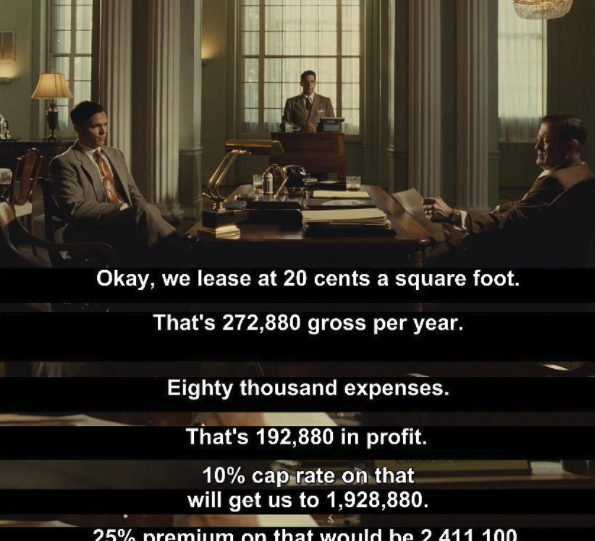 Okay, we lease at 20 cents a square foot.
That's 272,880 gross per year.
Eighty thousand expenses.
That's 192,880 in profit.
10% cap rate on that
will get us to 1,928,880.
25% premium on that would be 2,411,100